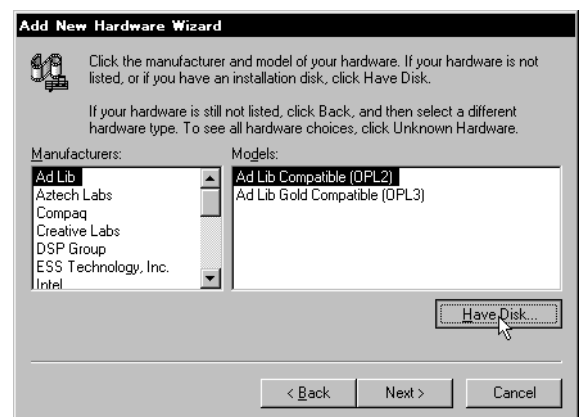 Add New Hardware Wizard
Click the manufacturer and model of your hardware. If your hardware is not
listed, or if you have an installation disk, click Have Disk.
If your hardware is still not listed, click Back, and then select a different
hardware type. To see all hardware choices, click Unknown Hardware.
Manufacturers:
Models:
Ad Lib
Aztech Labs
Compaq
Creative Labs
DSP Group
ESS Technology, Inc.
Intel
Ad Lib Compatible (OPL2)
Ad Lib Gold Compatible (OPL3)
Have Disk...
< Back
Next >
Cancel